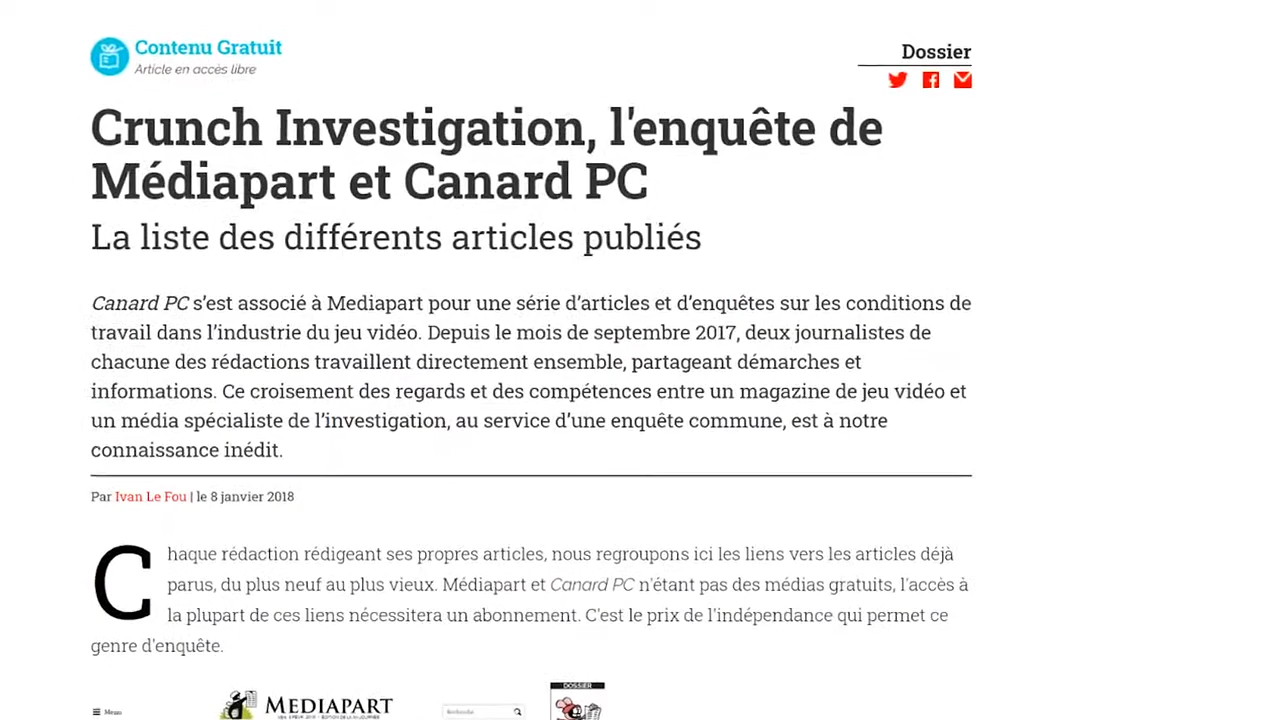 Contenu Gratuit
Article en accès libre
Dossier
Crunch Investigation, l'enquête de
Médiapart et Canard PC
La liste des différents articles publiés
Canard PC s’est associé à Mediapart pour une série d’articles et d’enquêtes sur les conditions de
travail dans l’industrie du jeu vidéo. Depuis le mois de septembre 2017, deux journalistes de
chacune des rédactions travaillent directement ensemble, partageant démarches et
informations. Ce croisement des regards et des compétences entre un magazine de jeu vidéo et
un média spécialiste de l’investigation, au service d’une enquête commune, est à notre
connaissance inédit.
Par Ivan Le Fou | le 8 janvier 2018
Chaque rédaction rédigeant ses propres articles, nous regroupons ici les liens vers les articles déjà
parus, du plus neuf au plus vieux. Médiapart et Canard PC n'étant pas des médias gratuits, l'accès à
la plupart de ces liens nécessitera un abonnement. C'est le prix de l'indépendance qui permet ce
genre d'enquête.
Menu
MEDIAPART
Recherche
DOSSIER